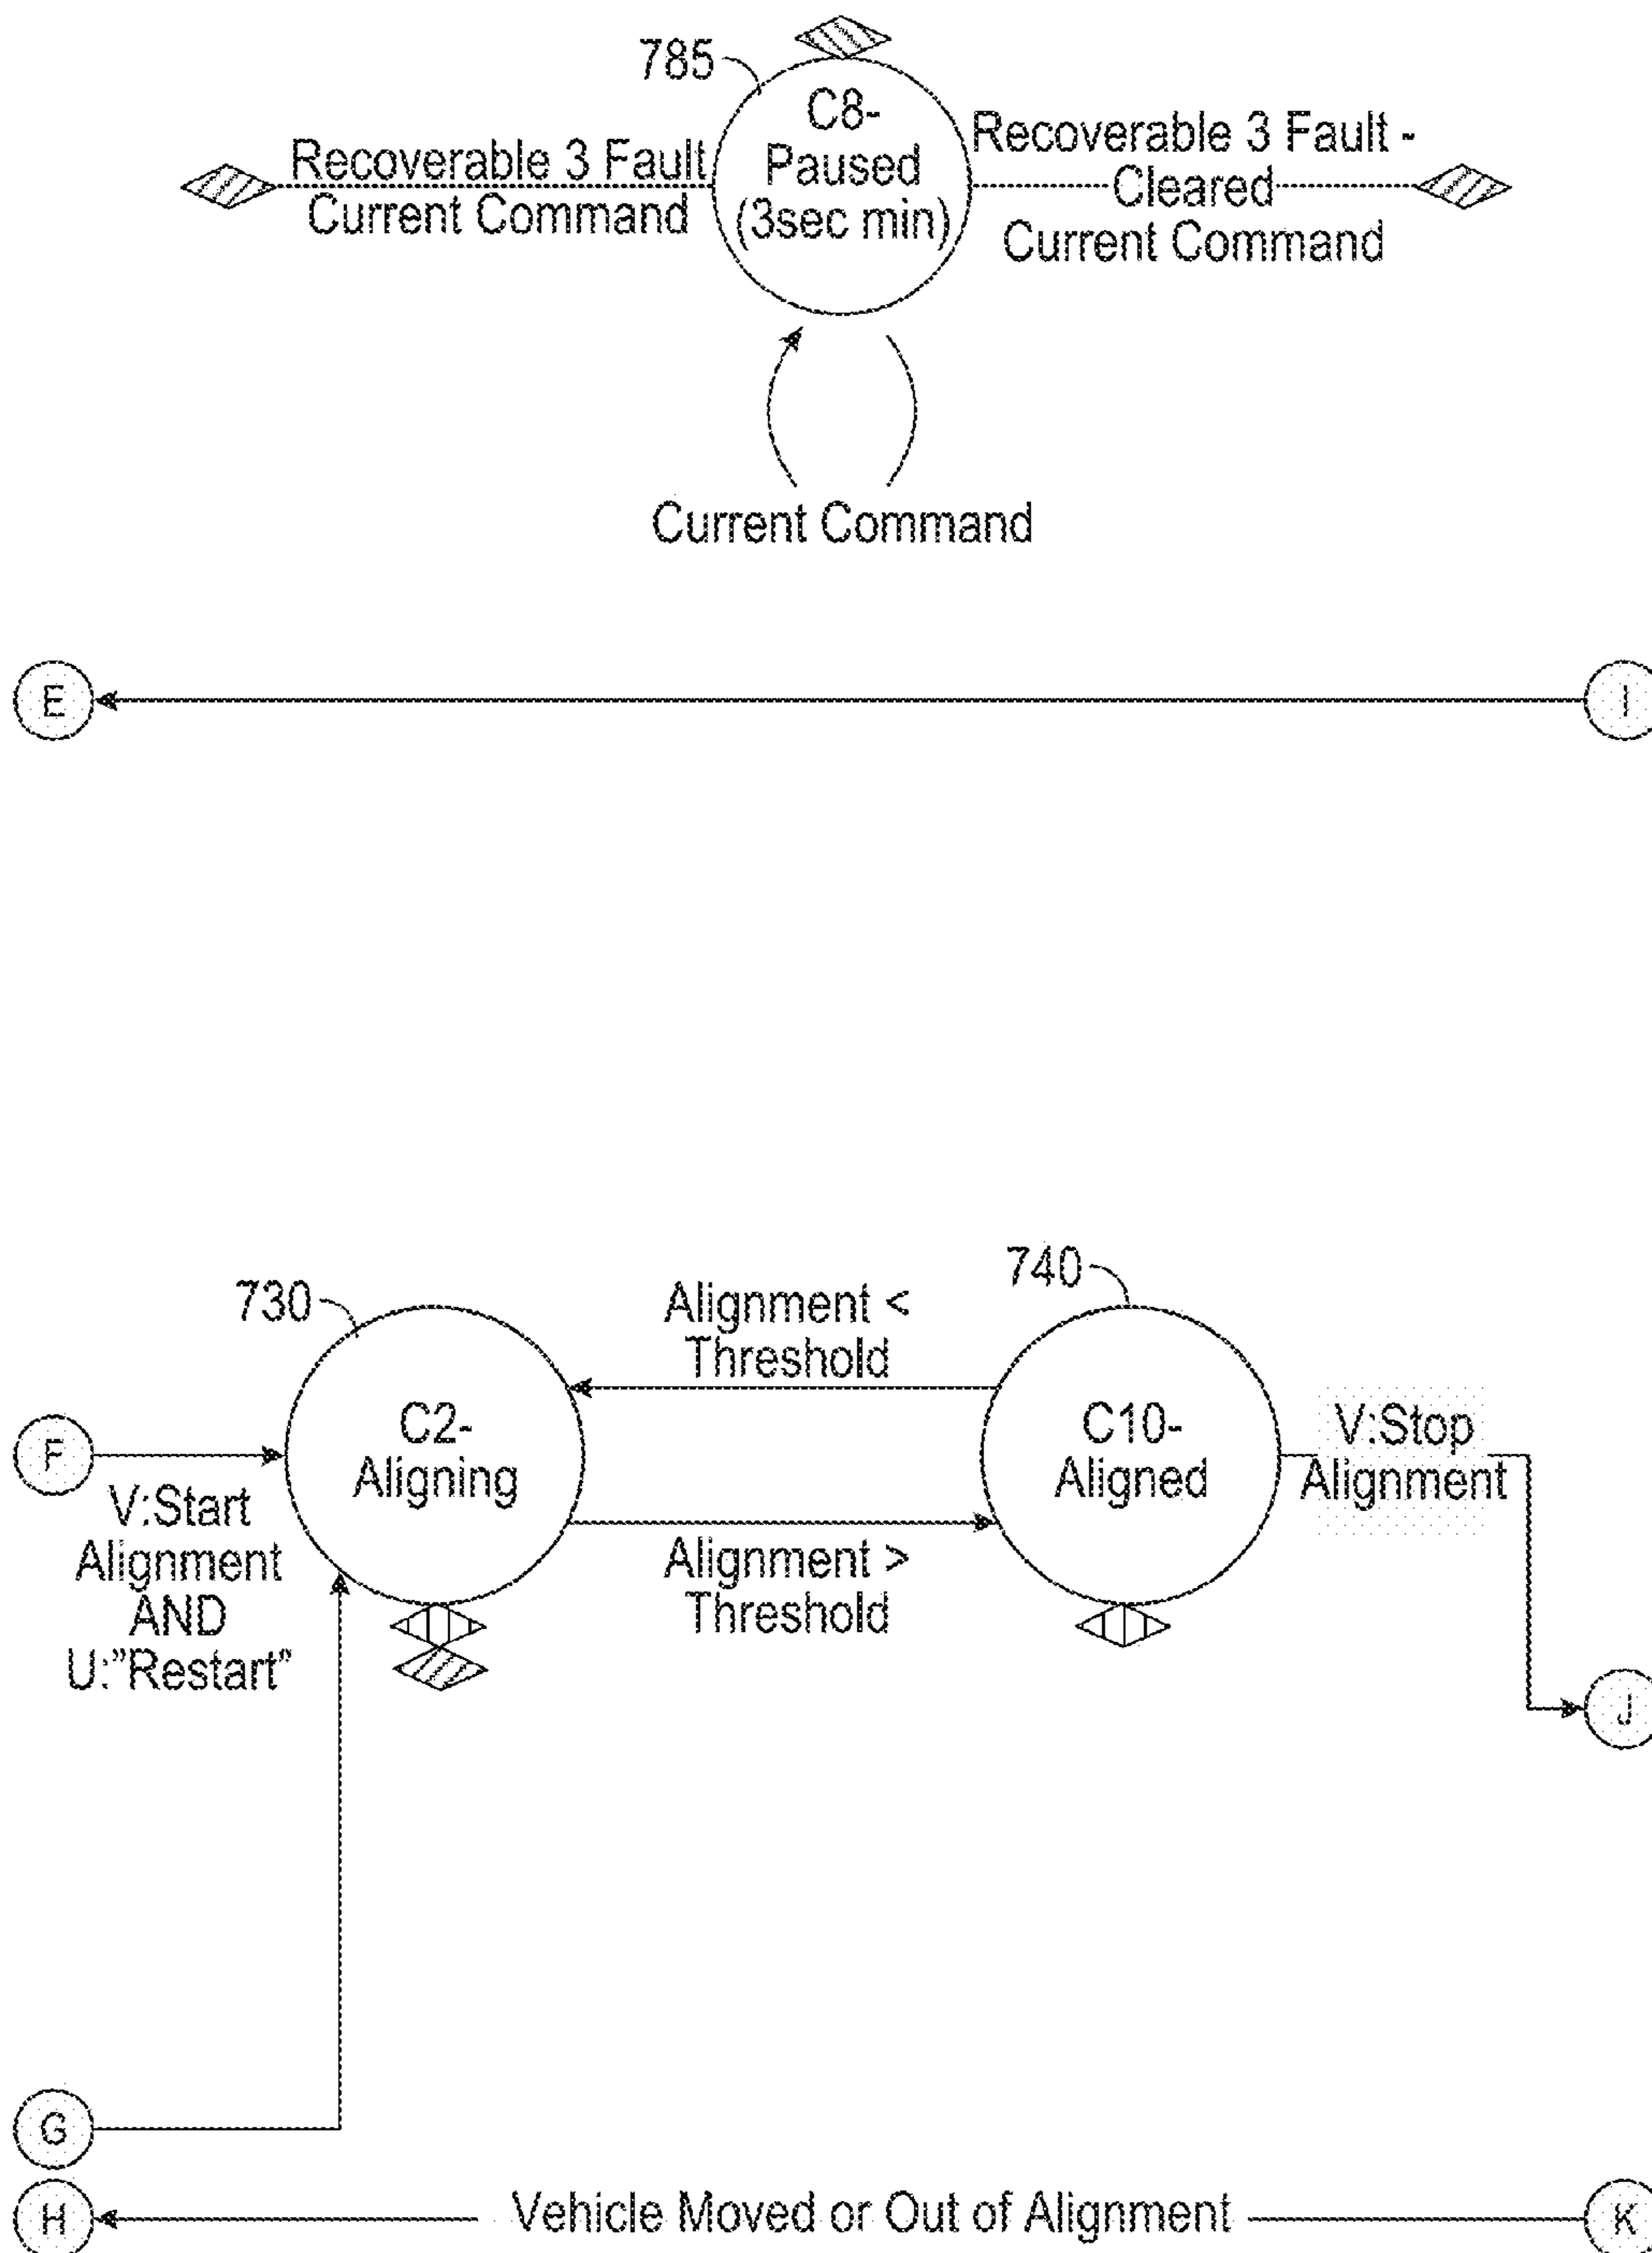 785
C8-
Paused
(3sec min)
Recoverable 3 Fault
Current Command
Recoverable 3 Fault -
Cleared
Current Command
Current Command
E
I
730
740
Alignment <
Threshold
C2-
Aligning
C10-
Aligned
F
V:Start
Alignment
AND
U:”Restart”
Alignment >
Threshold
V:Stop
Alignment
J
G
H
Vehicle Moved or Out of Alignment
K